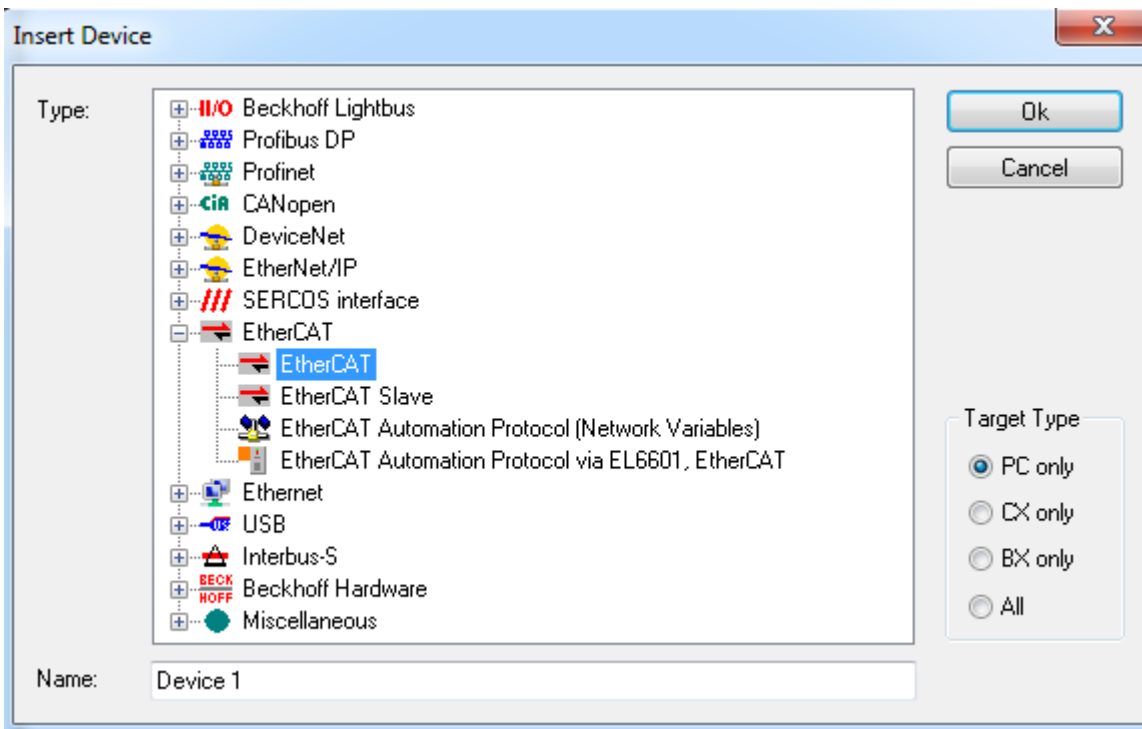 Insert Device
Type:
II/O Beckhoff Lightbus
Profibus DP
Profinet
CiA CANopen
DeviceNet
EtherNet/IP
SERCOS interface
EtherCAT
EtherCAT
EtherCAT Slave
EtherCAT Automation Protocol (Network Variables)
EtherCAT Automation Protocol via EL6601, EtherCAT
Ethernet
USB
Interbus-S
BECK
HOFF Beckhoff Hardware
Miscellaneous
Ok
Cancel
Target Type
PC only
CX only
BX only
All
Name: Device 1